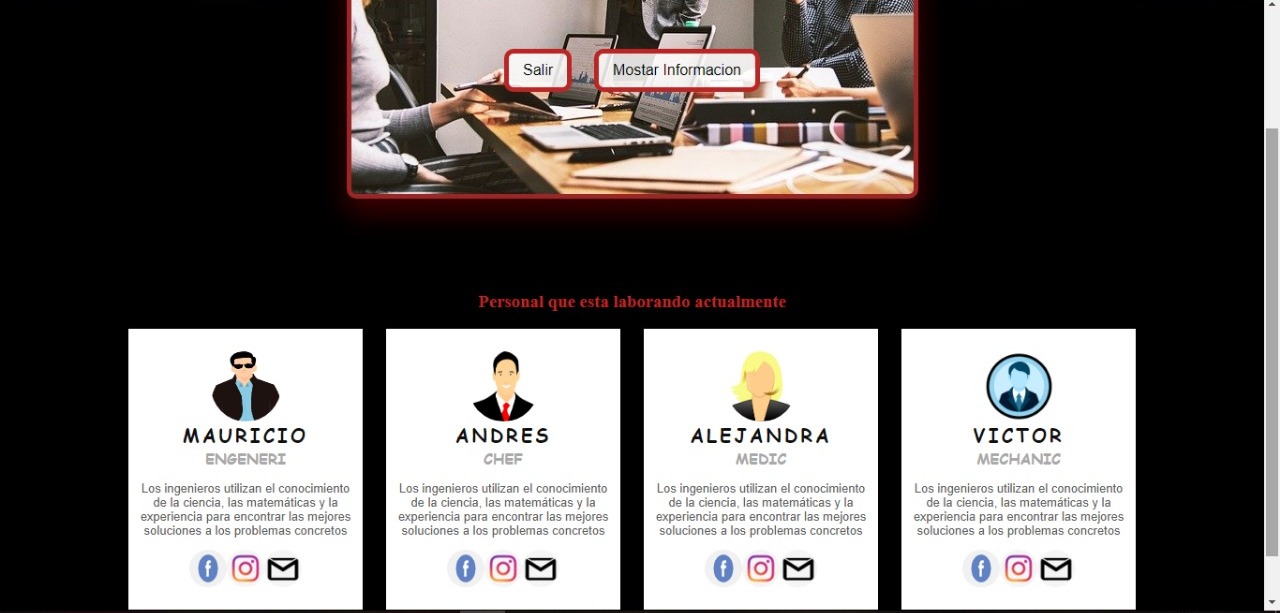 Salir
Mostar Informacion
Personal que esta laborando actualmente
MAURICIO
ENGENERI
Los ingenieros utilizan el conocimiento
de la ciencia, las matemáticas y la
experiencia para encontrar las mejores
soluciones a los problemas concretos
ANDRES
CHEF
Los ingenieros utilizan el conocimiento
de la ciencia, las matemáticas y la
experiencia para encontrar las mejores
soluciones a los problemas concretos
ALEJANDRA
MEDIC
Los ingenieros utilizan el conocimiento
de la ciencia, las matemáticas y la
experiencia para encontrar las mejores
soluciones a los problemas concretos
VICTOR
MECHANIC
Los ingenieros utilizan el conocimiento
de la ciencia, las matemáticas y la
experiencia para encontrar las mejores
soluciones a los problemas concretos